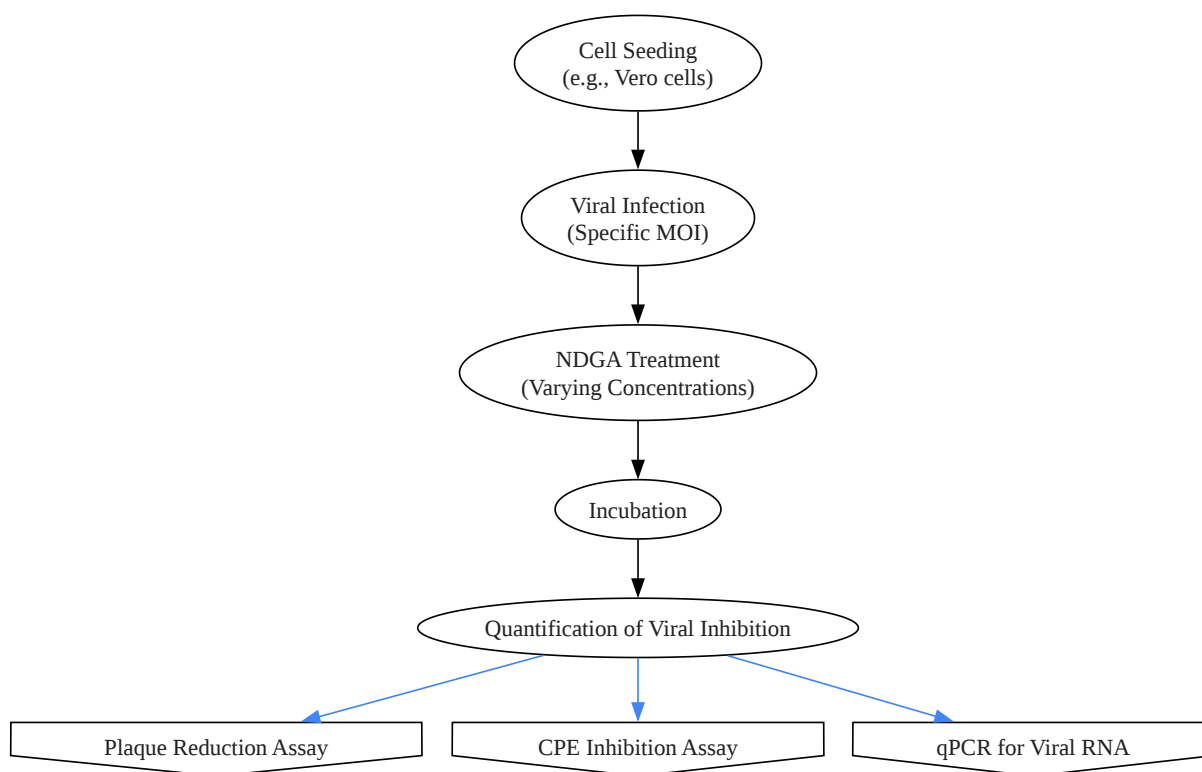 Cell Seeding
(e.g., Vero cells)
Viral Infection
(Specific MOI)
NDGA Treatment
(Varying Concentrations)
Incubation
Quantification of Viral Inhibition
Plaque Reduction Assay
CPE Inhibition Assay
qPCR for Viral RNA